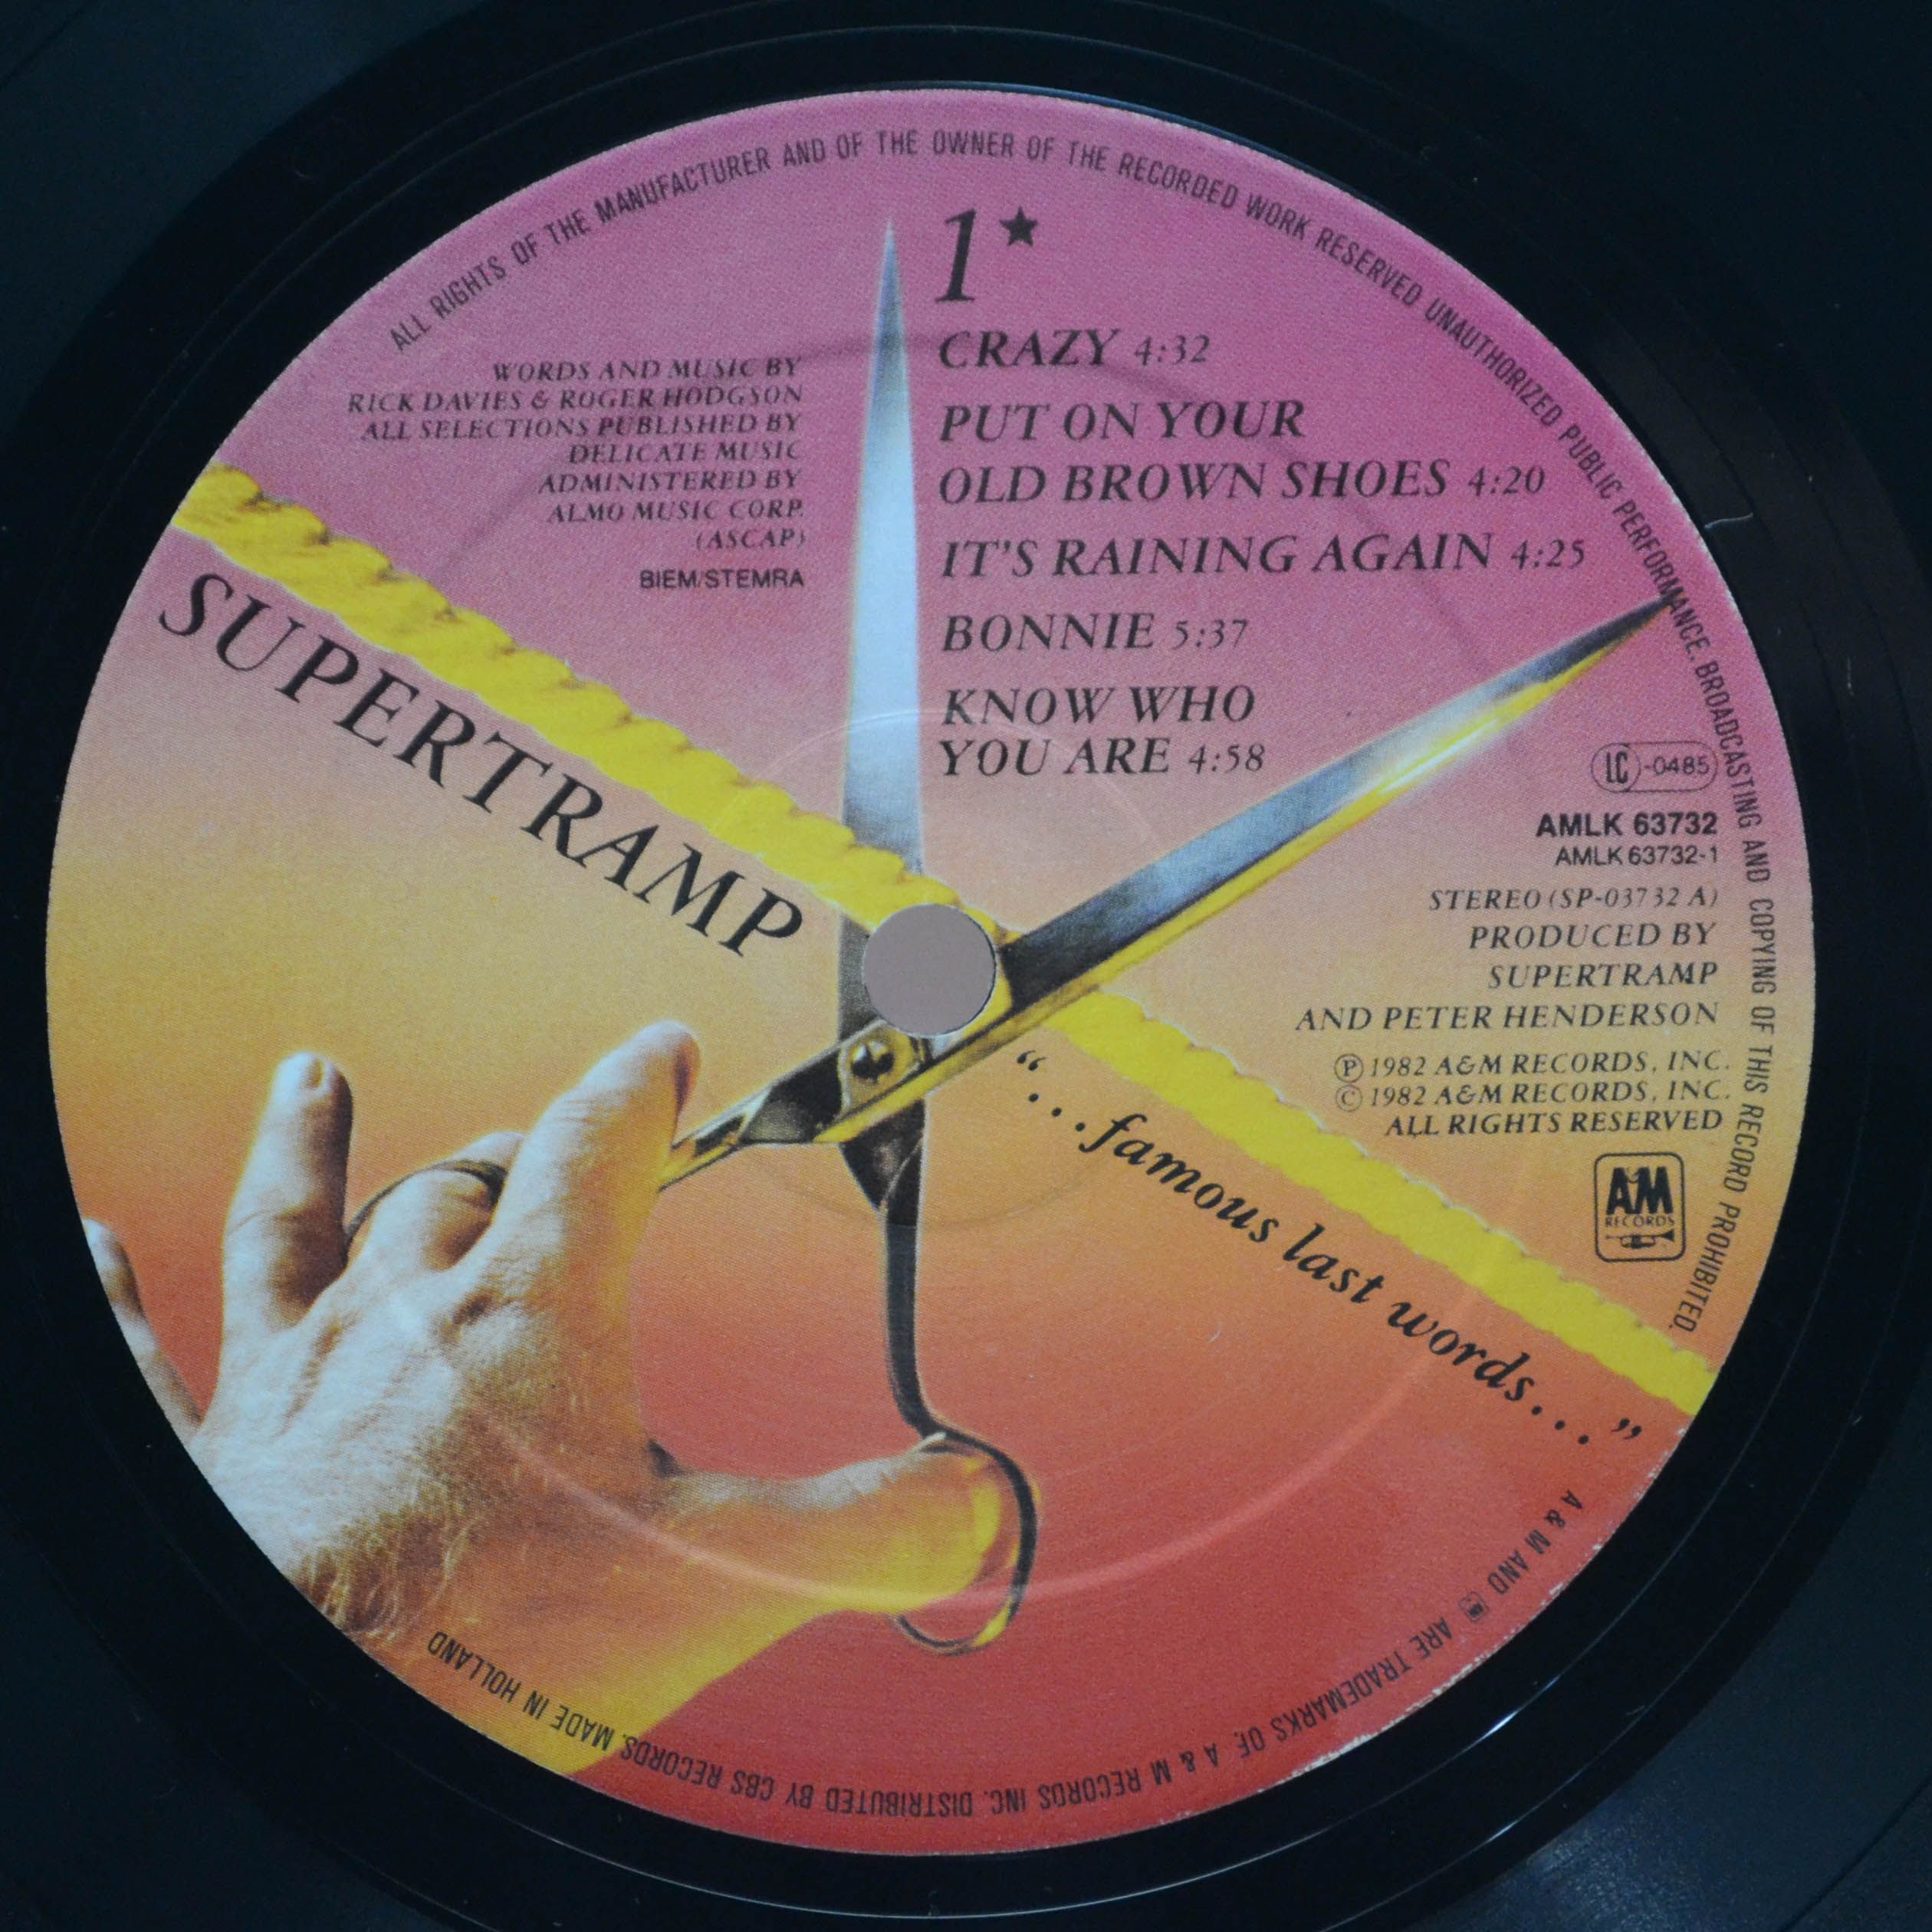 ALL RIGHTS OF THE MANUFACTURER AND OF THE OWNER OF THE RECORDED WORK RESERVED UNAUTHORIZED PUBLIC PERFORMANCE, BROADCASTING AND COPYING OF THIS RECORD PROHIBITED.
1★
CRAZY 4:32
PUT ON YOUR
OLD BROWN SHOES 4:20
IT'S RAINING AGAIN 4:25
BONNIE 5:37
KNOW WHO
YOU ARE 4:58
WORDS AND MUSIC BY
RICK DAVIES & ROGER HODGSON
ALL SELECTIONS PUBLISHED BY
DELICATE MUSIC
ADMINISTERED BY
ALMO MUSIC CORP.
(ASCAP)
BIEM/STEMRA
SUPERTRAMP
LC-0485
AMLK 63732
AMLK 63732-1
STEREO (SP-03732 A)
PRODUCED BY
SUPERTRAMP
AND PETER HENDERSON
℗ 1982 A&M RECORDS, INC.
© 1982 A&M RECORDS, INC.
ALL RIGHTS RESERVED
A&M
RECORDS
“...famous last words...”
A & M AND AM ARE TRADEMARKS OF A & M RECORDS INC. DISTRIBUTED BY CBS RECORDS. MADE IN HOLLAND